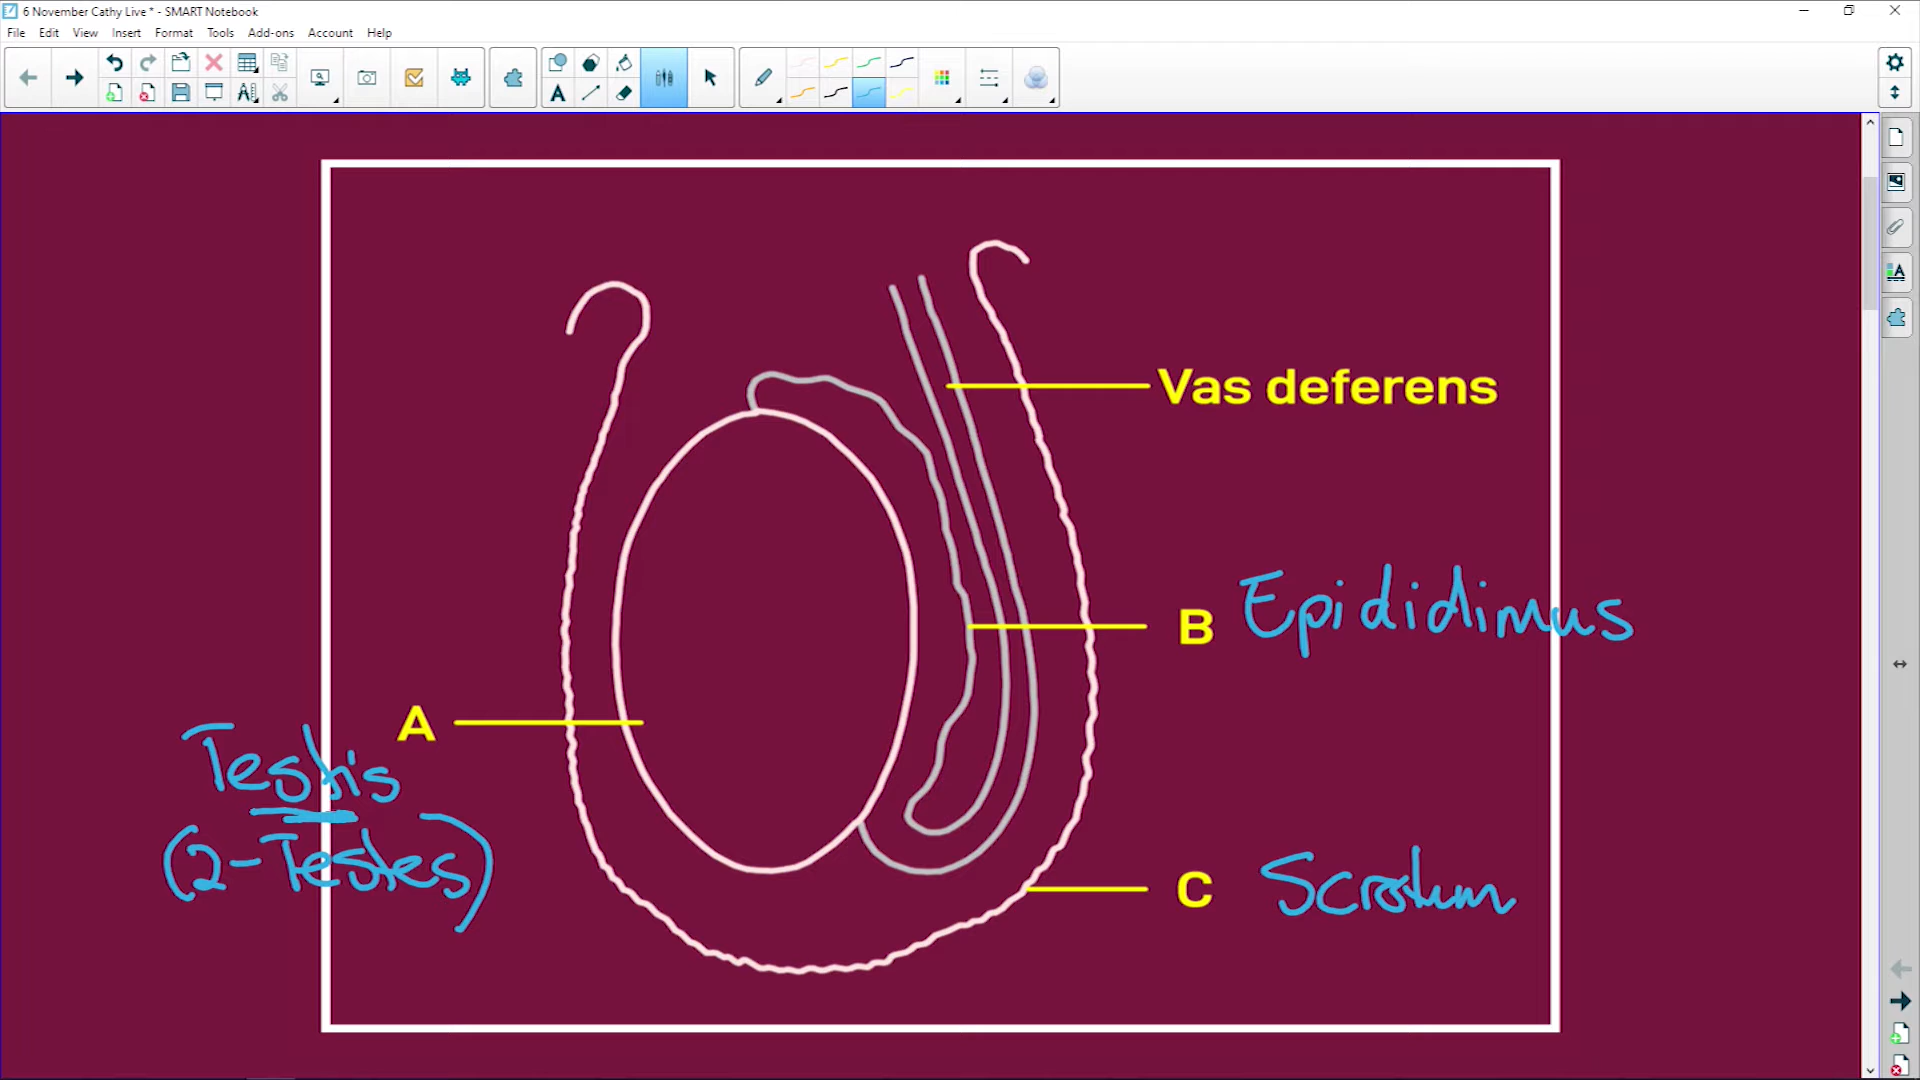 6 November Cathy Live * - SMART Notebook
File Edit View Insert Format Tools Add-ons Account Help
Vas deferens
B Epididimus
A
Testis
(2-Testes)
C Scrotum